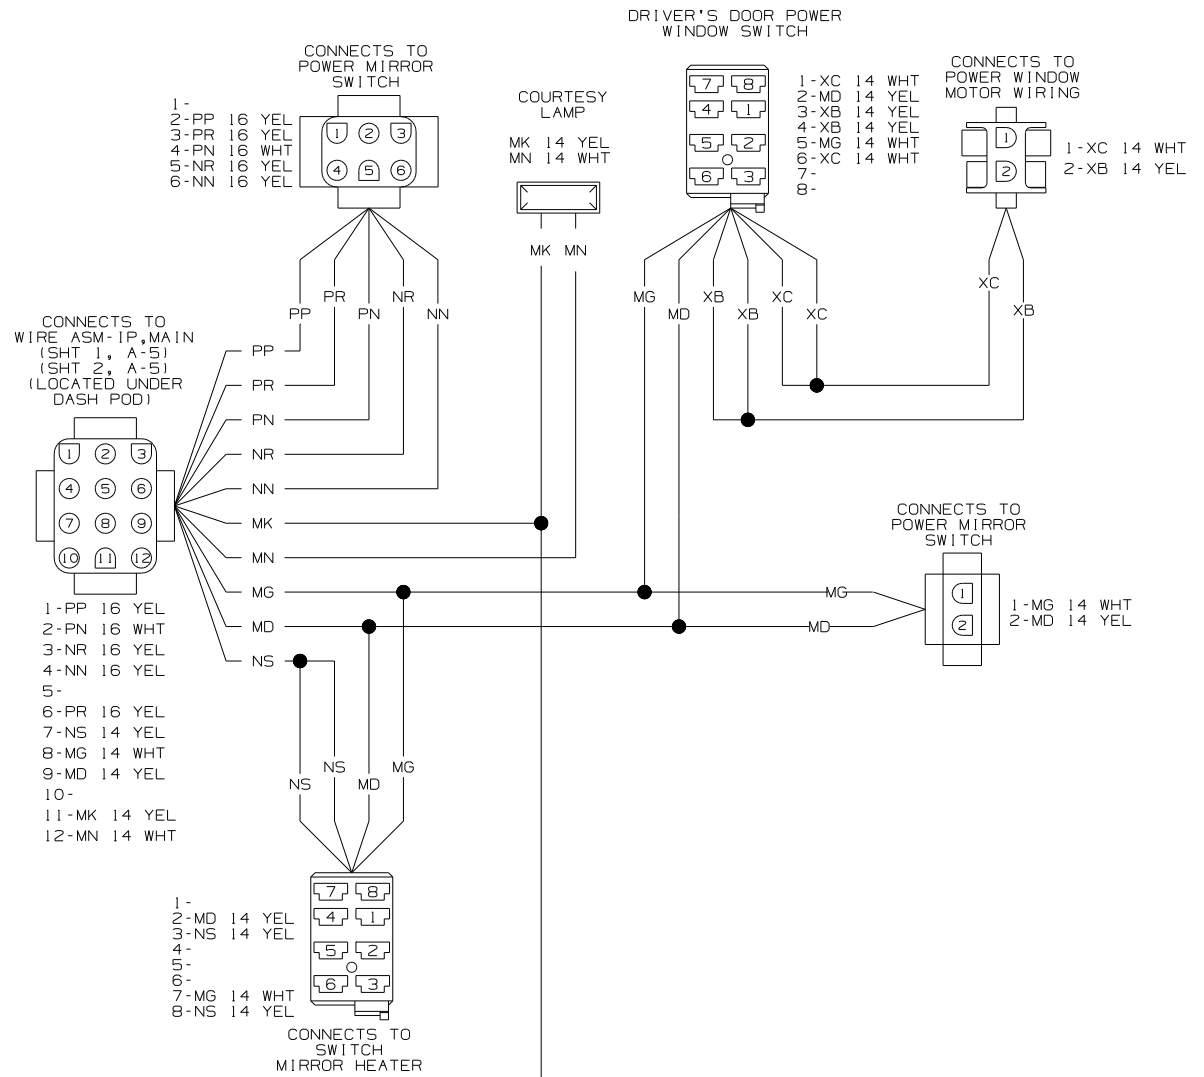 DRIVER'S DOOR POWER
WINDOW SWITCH
7 8
4 1
5 2
6 3
1-XC 14 WHT
2-MD 14 YEL
3-XB 14 YEL
4-XB 14 YEL
5-MG 14 WHT
6-XC 14 WHT
7-
8-
CONNECTS TO
POWER MIRROR
SWITCH
1-
2-PP 16 YEL
3-PR 16 YEL
4-PN 16 WHT
5-NR 16 YEL
6-NN 16 YEL
1 2 3
4 5 6
COURTESY
LAMP
MK 14 YEL
MN 14 WHT
MK MN
CONNECTS TO
POWER WINDOW
MOTOR WIRING
1
2
1-XC 14 WHT
2-XB 14 YEL
PP PR PN NR NN
MG MD XB XB XC XC
XC XB
CONNECTS TO
WIRE ASM-IP,MAIN
(SHT 1, A-5)
(SHT 2, A-5)
(LOCATED UNDER
DASH POD)
1 2 3
4 5 6
7 8 9
10 11 12
PP
PR
PN
NR
NN
MK
MN
MG
MD
NS
1-PP 16 YEL
2-PN 16 WHT
3-NR 16 YEL
4-NN 16 YEL
5-
6-PR 16 YEL
7-NS 14 YEL
8-MG 14 WHT
9-MD 14 YEL
10-
11-MK 14 YEL
12-MN 14 WHT
CONNECTS TO
POWER MIRROR
SWITCH
MG
MD
1
2
1-MG 14 WHT
2-MD 14 YEL
NS NS MD MG
7 8
4 1
5 2
6 3
1-
2-MD 14 YEL
3-NS 14 YEL
4-
5-
6-
7-MG 14 WHT
8-NS 14 YEL
CONNECTS TO
SWITCH
MIRROR HEATER